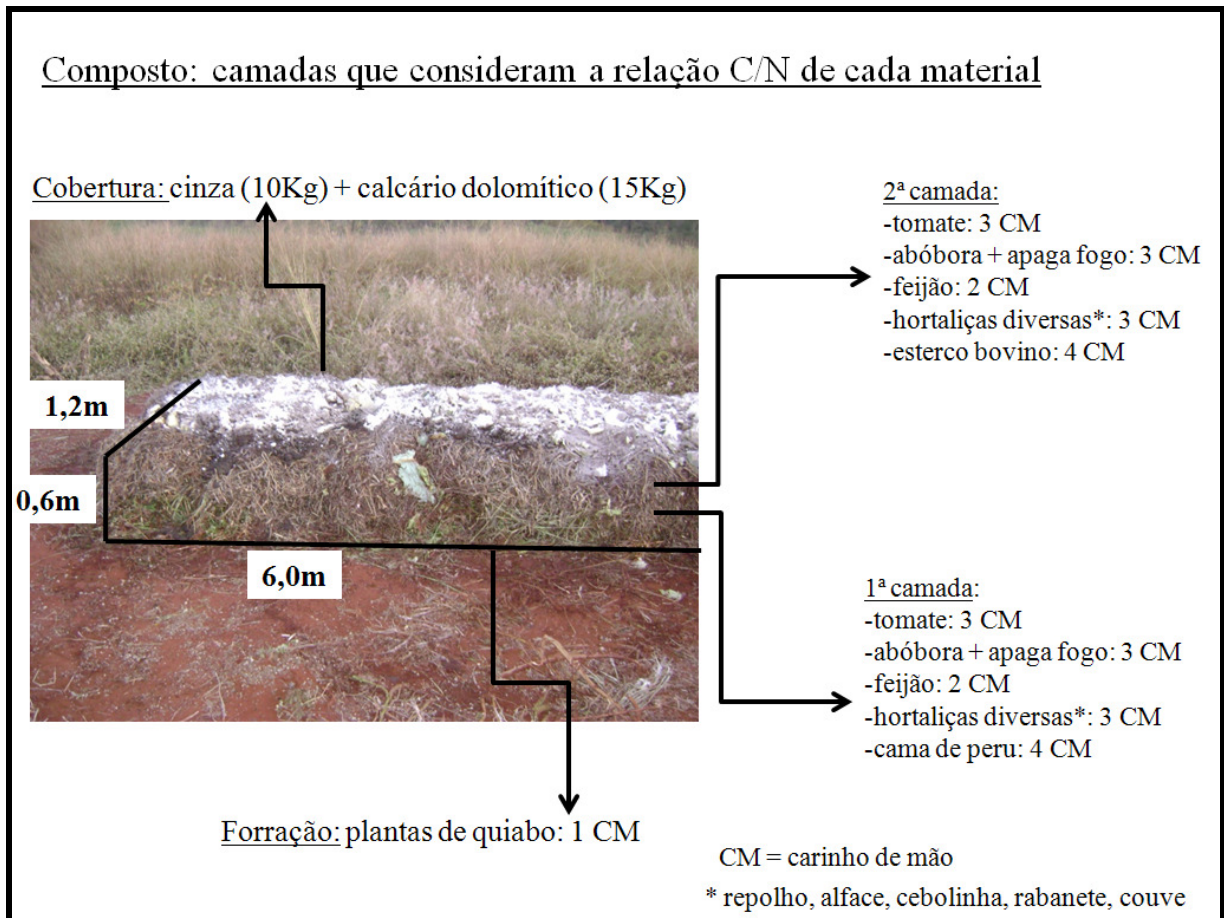 Composto: camadas que consideram a relação C/N de cada material
Cobertura: cinza (10Kg) + calcário dolomítico (15Kg)
2ª camada:
-tomate: 3 CM
-abóbora + apaga fogo: 3 CM
-feijão: 2 CM
-hortaliças diversas*: 3 CM
-esterco bovino: 4 CM
1,2m
0,6m
6,0m
1ª camada:
-tomate: 3 CM
-abóbora + apaga fogo: 3 CM
-feijão: 2 CM
-hortaliças diversas*: 3 CM
-cama de peru: 4 CM
Forração: plantas de quiabo: 1 CM
CM = carinho de mão
* repolho, alface, cebolinha, rabanete, couve